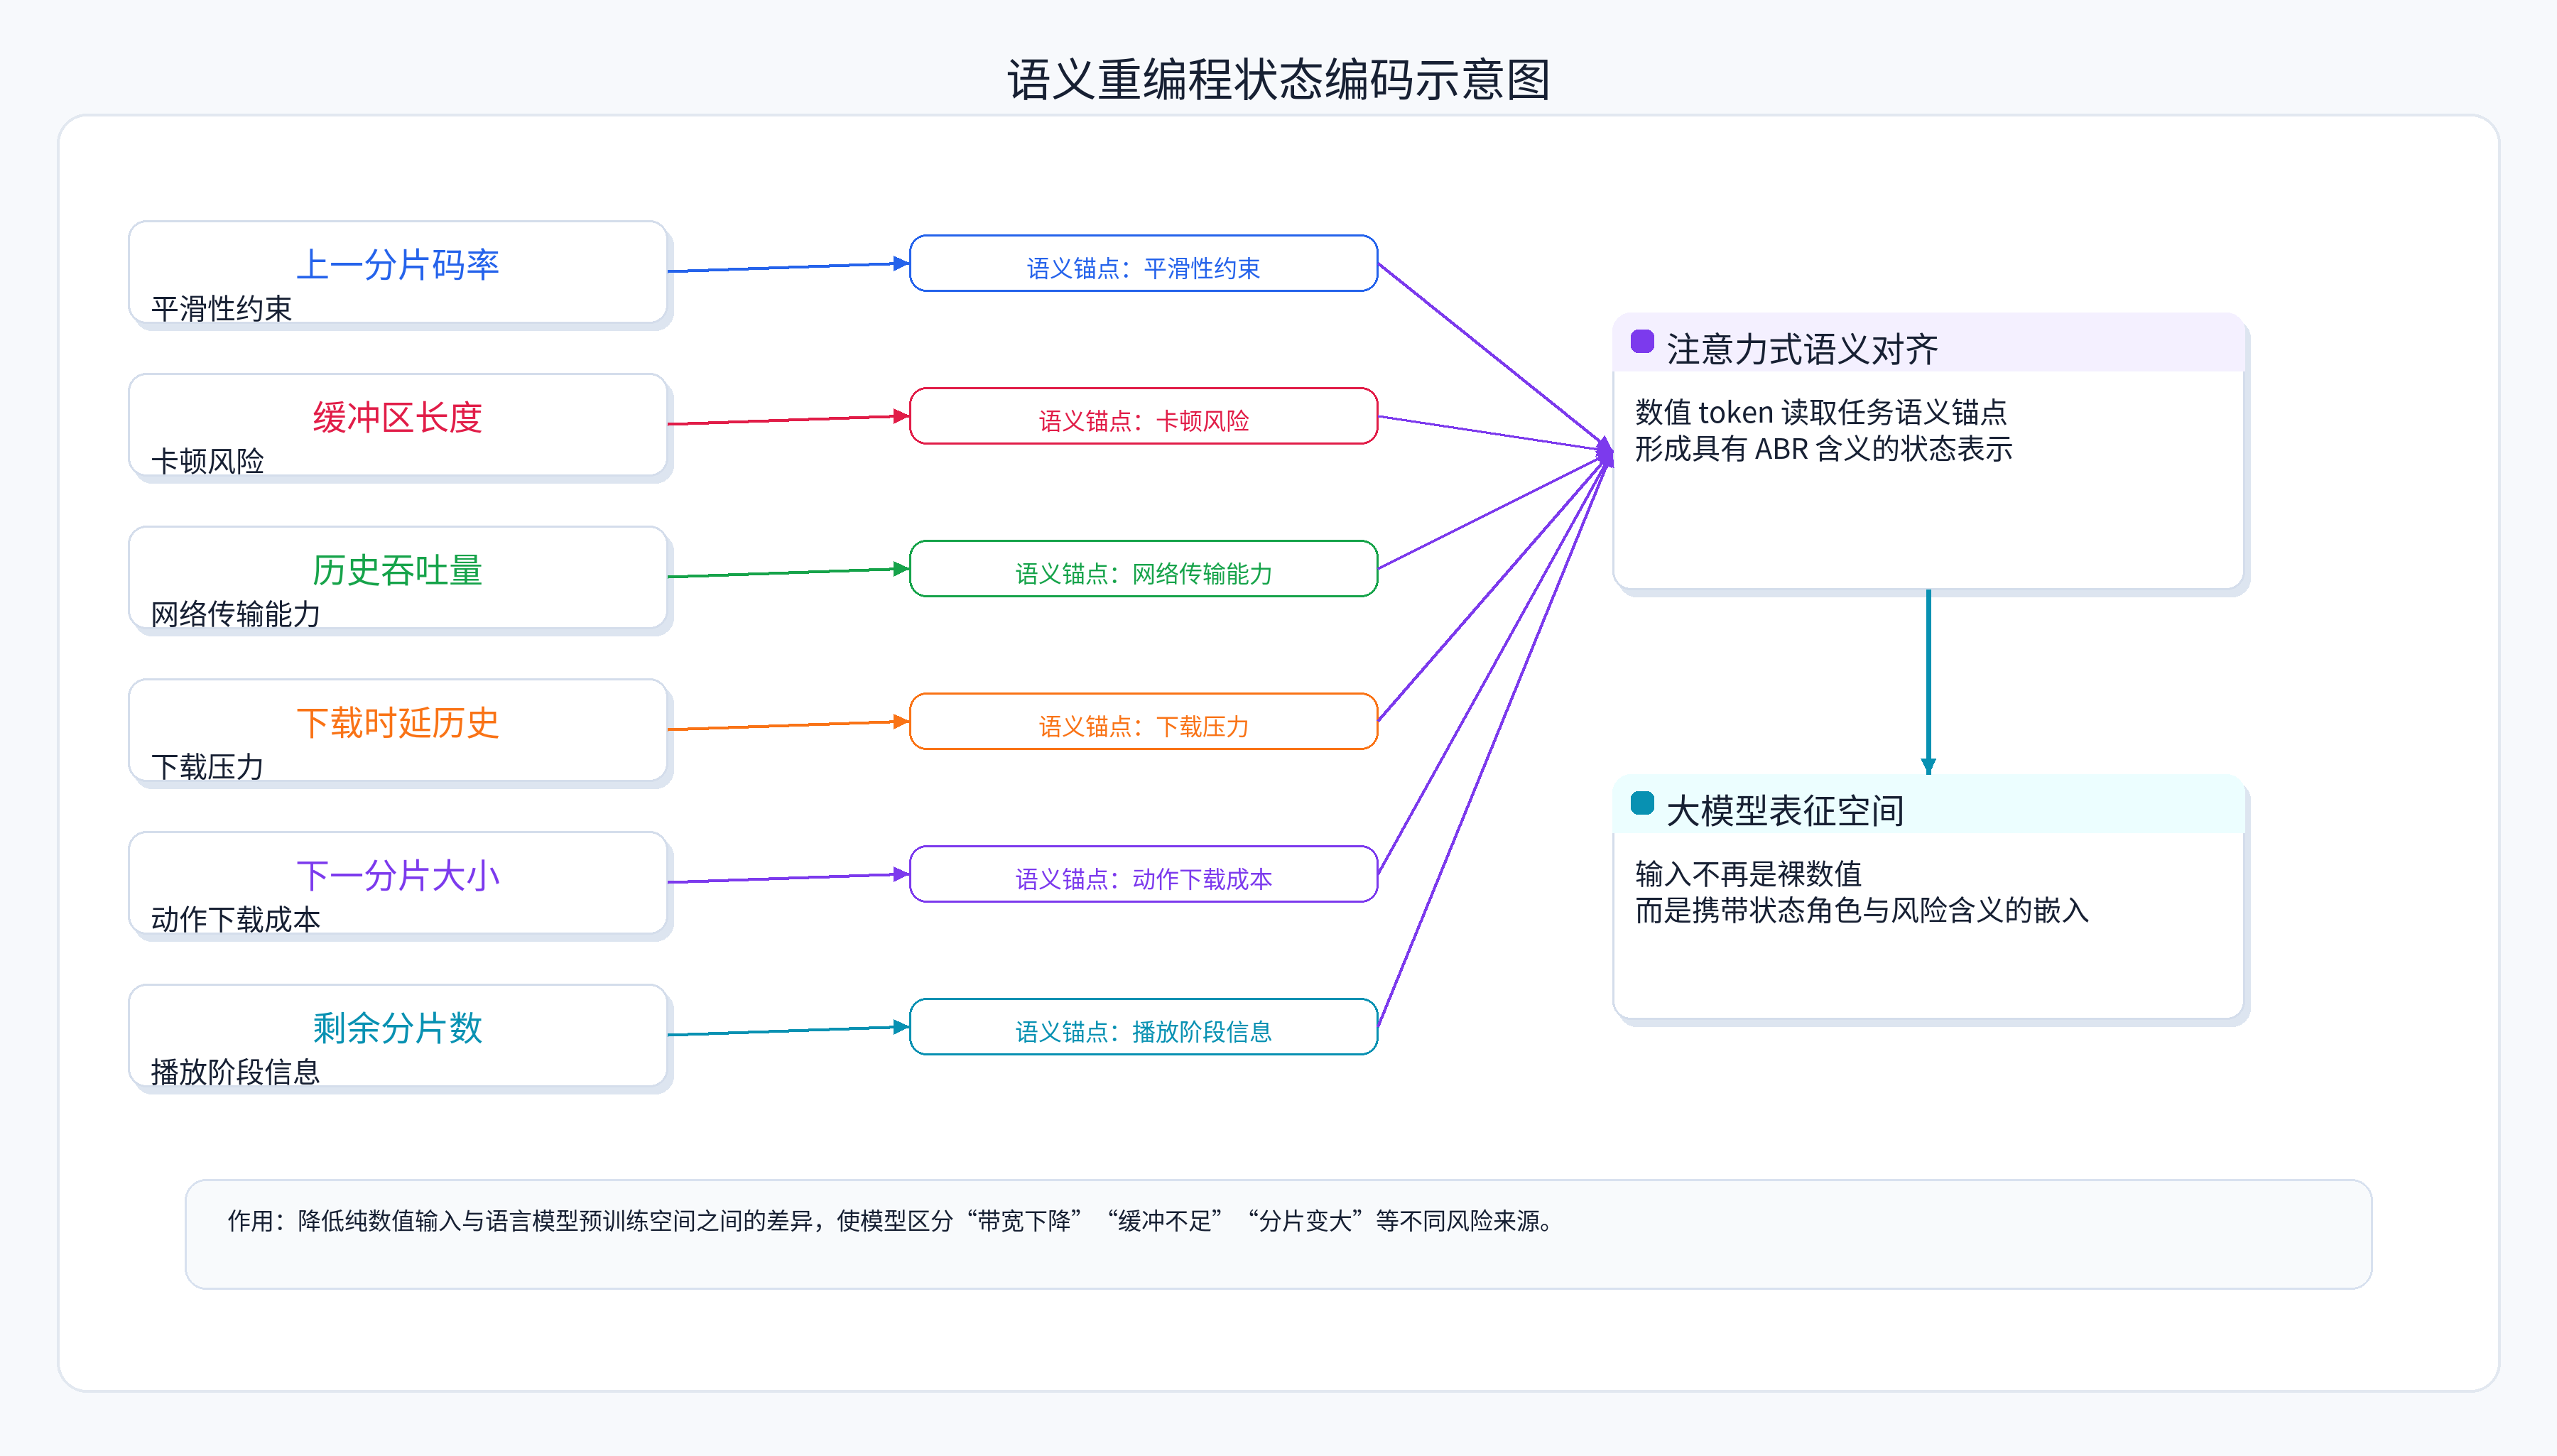 语义重编程状态编码示意图
上一分片码率
平滑性约束
语义锚点：平滑性约束
缓冲区长度
卡顿风险
语义锚点：卡顿风险
历史吞吐量
网络传输能力
语义锚点：网络传输能力
下载时延历史
下载压力
语义锚点：下载压力
下一分片大小
动作下载成本
语义锚点：动作下载成本
剩余分片数
播放阶段信息
语义锚点：播放阶段信息
注意力式语义对齐
数值 token 读取任务语义锚点
形成具有 ABR 含义的状态表示
大模型表征空间
输入不再是裸数值
而是携带状态角色与风险含义的嵌入
作用：降低纯数值输入与语言模型预训练空间之间的差异，使模型区分“带宽下降”“缓冲不足”“分片变大”等不同风险来源。